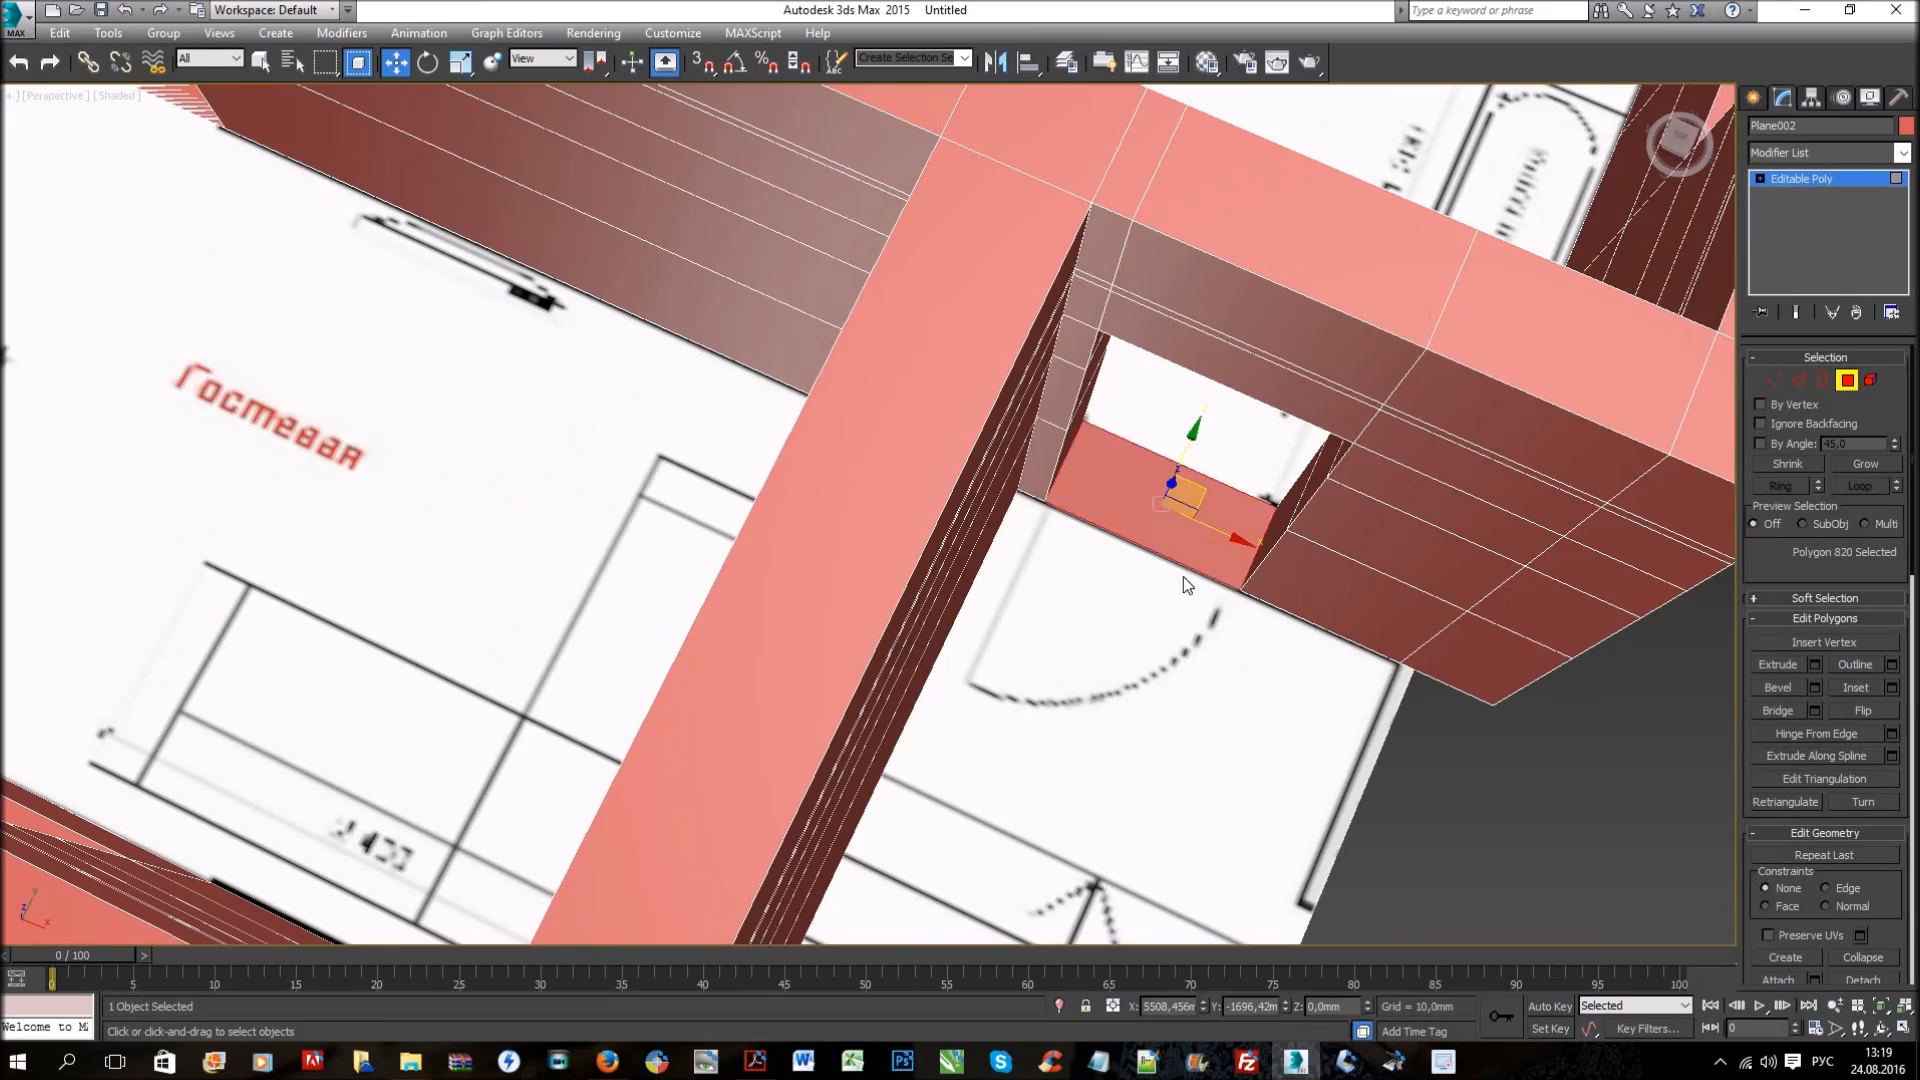 Workspace: Default
Autodesk 3ds Max 2015
Untitled
Type a keyword or phrase
MAX
Edit
Tools
Group
Views
Create
Modifiers
Animation
Graph Editors
Rendering
Customize
MAXScript
Help
All
View
3
ABC
Create Selection Se
[Perspective] [Shaded]
Гостевая
2400
Plane002
Modifier List
Editable Poly
Selection
By Vertex
Ignore Backfacing
By Angle: 45,0
Shrink
Grow
Ring
Loop
Preview Selection
Off
SubObj
Multi
Polygon 820 Selected
Soft Selection
Edit Polygons
Insert Vertex
Extrude
Outline
Bevel
Inset
Bridge
Flip
Hinge From Edge
Extrude Along Spline
Edit Triangulation
Retriangulate
Turn
Edit Geometry
Repeat Last
Constraints
None
Edge
Face
Normal
Preserve UVs
Create
Collapse
Attach
Detach
0 / 100
0 5 10 15 20 25 30 35 40 45 50 55 60 65 70 75 80 85 90 95 100
1 Object Selected
X: 5508,456m
Y: -1696,42m
Z: 0,0mm
Grid = 10,0mm
Auto Key
Selected
Welcome to M
Click or click-and-drag to select objects
Add Time Tag
Set Key
Key Filters...
0
РУС
13:19
24.08.2016